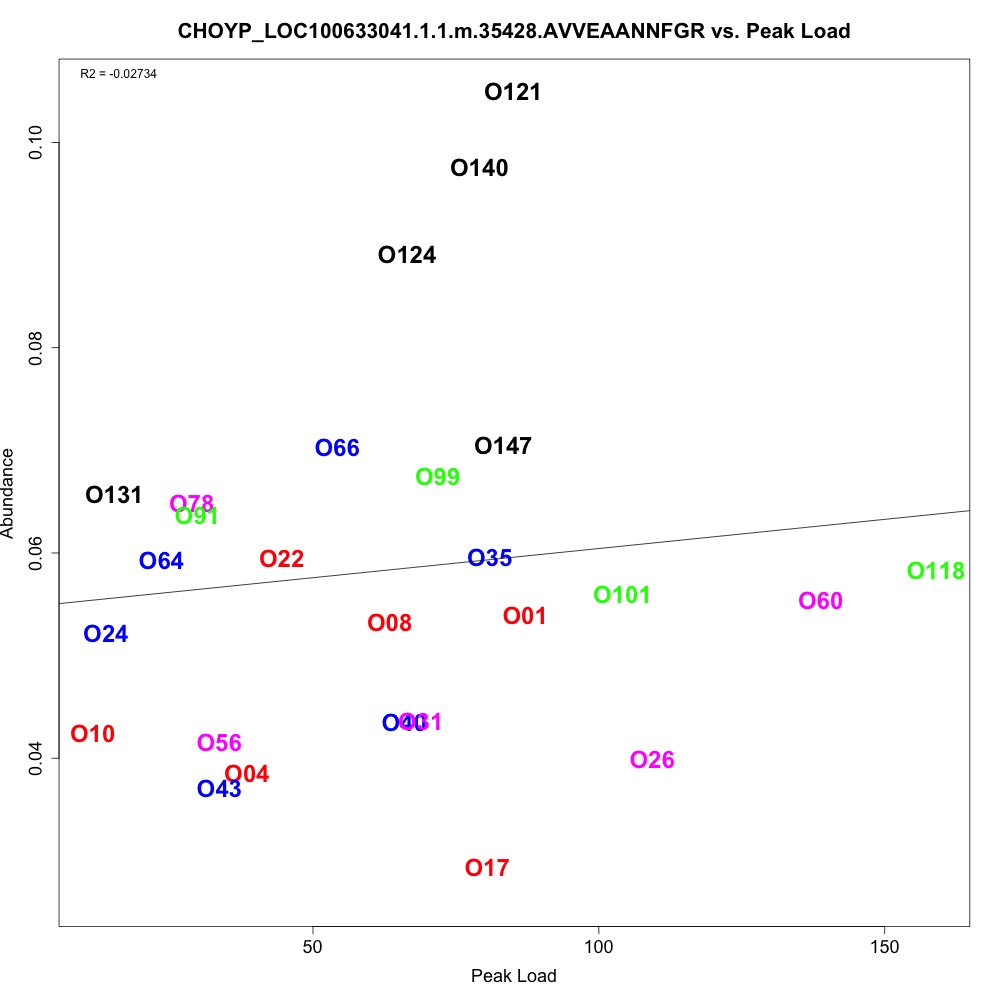 CHOYP_LOC100633041.1.1.m.35428.AVVEAANNFGR vs. Peak Load
R2 = -0.02734
O121
0.10
O140
O124
0.08
O66
O147
O99
O131
O78
O91
0.06
O64
O22
O35
O118
O101
O60
O08
O01
O24
O10
O40
O31
O56
0.04
O26
O04
O43
O17
Abundance
50
100
150
Peak Load